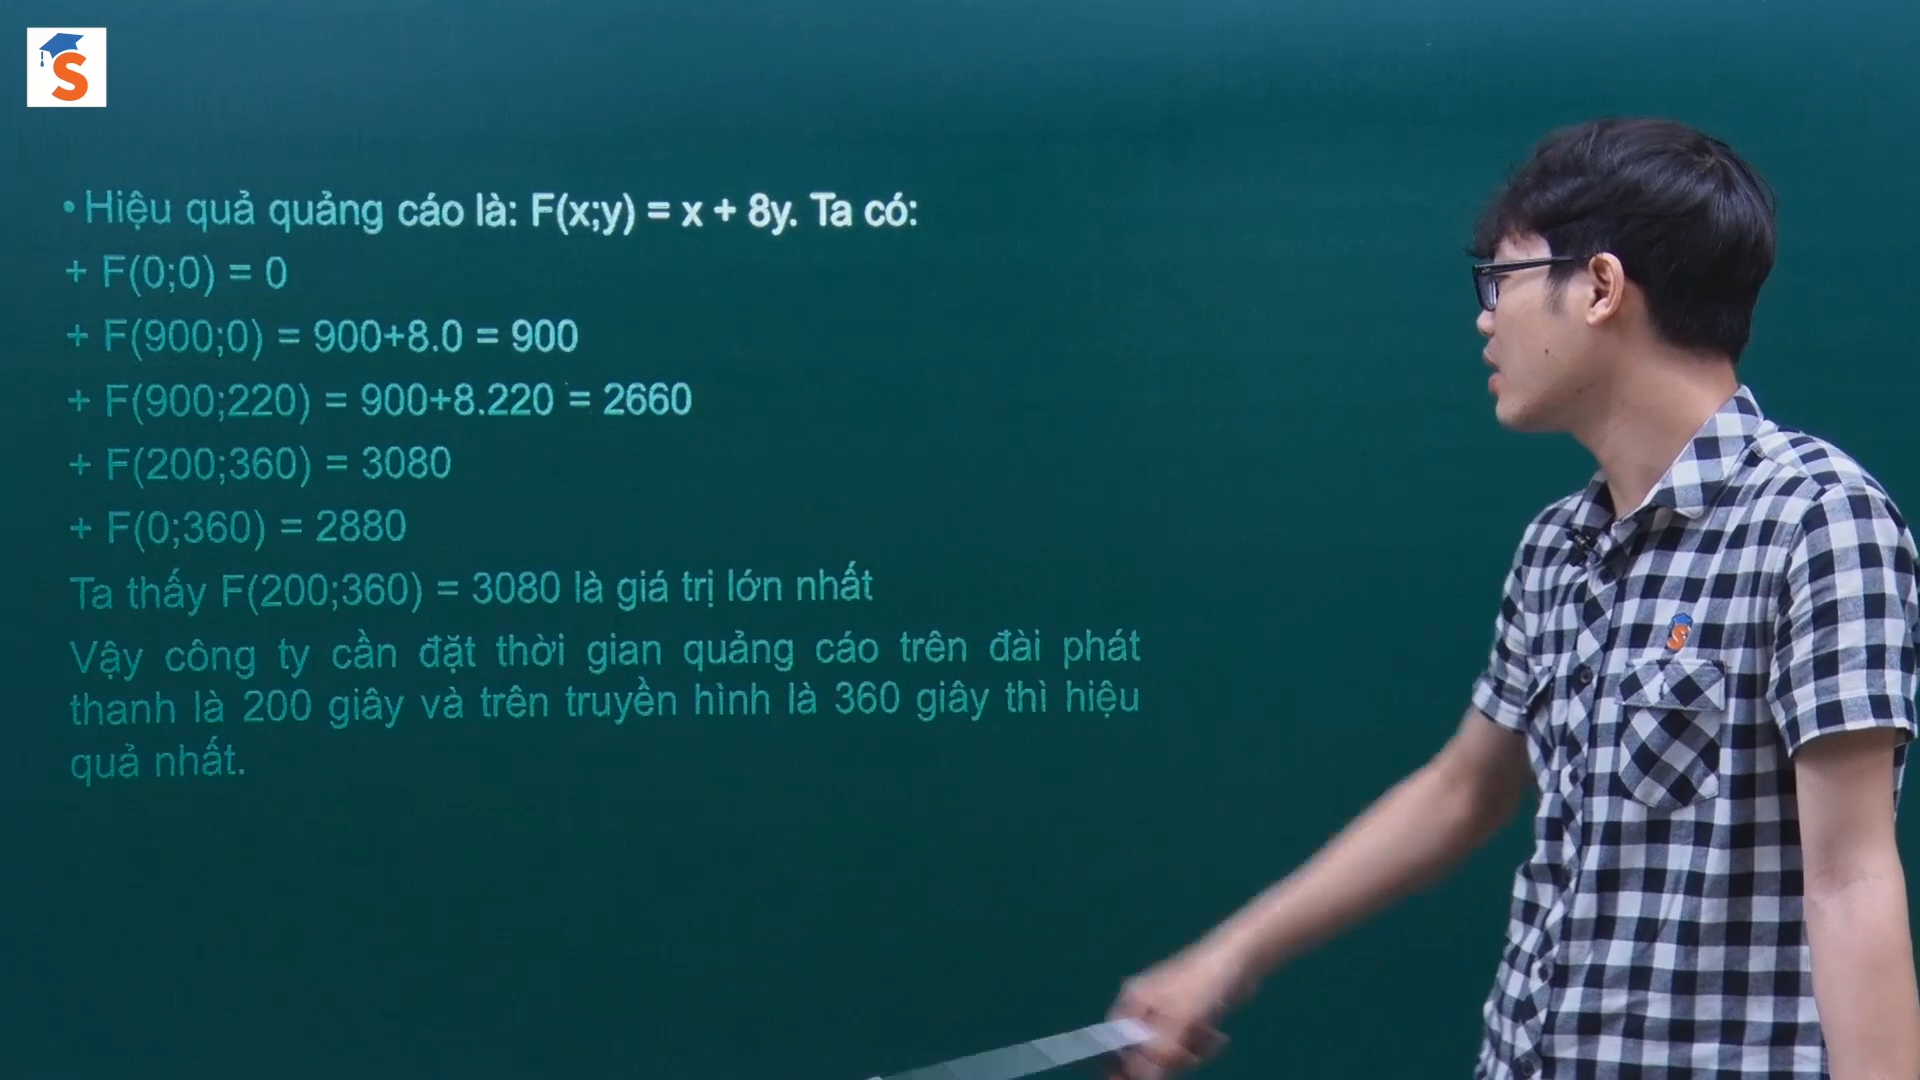 S
• Hiệu quả quảng cáo là: F(x;y) = x + 8y. Ta có:
+ F(0;0) = 0
+ F(900;0) = 900+8.0 = 900
+ F(900;220) = 900+8.220 = 2660
+ F(200;360) = 3080
+ F(0;360) = 2880
Ta thấy F(200;360) = 3080 là giá trị lớn nhất
Vậy công ty cần đặt thời gian quảng cáo trên đài phát
thanh là 200 giây và trên truyền hình là 360 giây thì hiệu
quả nhất.
S